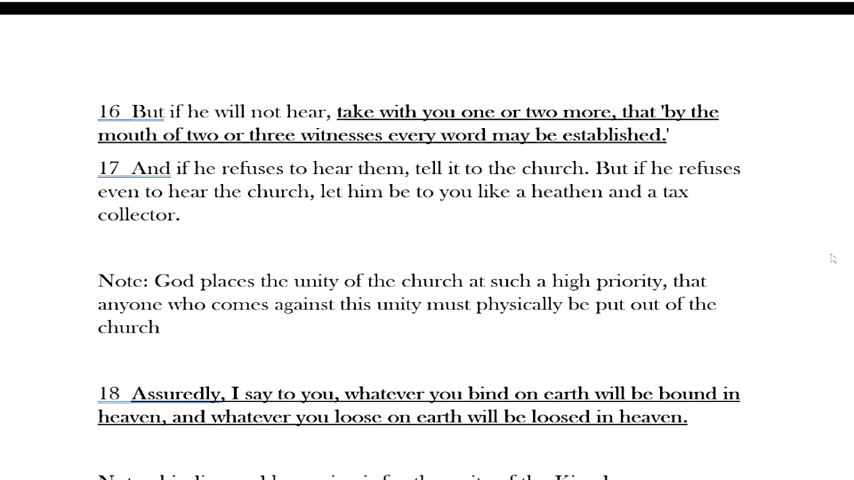 16 But if he will not hear, take with you one or two more, that 'by the
mouth of two or three witnesses every word may be established.'
17 And if he refuses to hear them, tell it to the church. But if he refuses
even to hear the church, let him be to you like a heathen and a tax
collector.
Note: God places the unity of the church at such a high priority, that
anyone who comes against this unity must physically be put out of the
church
18 Assuredly, I say to you, whatever you bind on earth will be bound in
heaven, and whatever you loose on earth will be loosed in heaven.